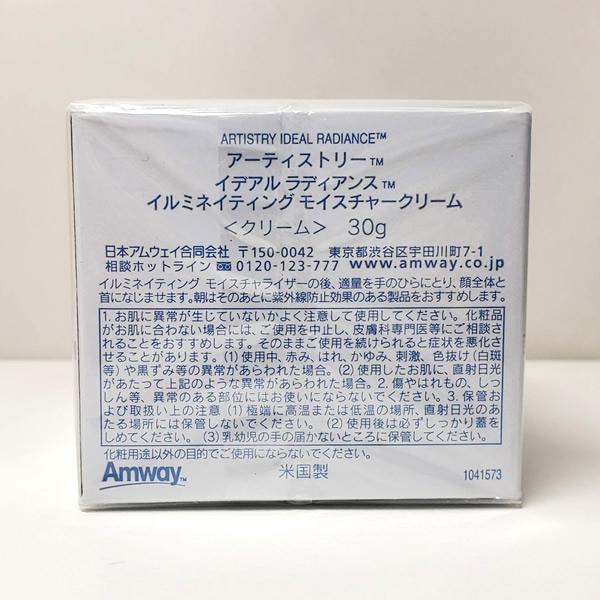 ARTISTRY IDEAL RADIANCE™
アーティストリー™
イデアル ラディアンス™
イルミネイティング モイスチャークリーム
＜クリーム＞ 30g
日本アムウェイ合同会社 〒150-0042 東京都渋谷区宇田川町7-1
相談ホットライン 0120-123-777 www.amway.co.jp
イルミネイティング モイスチャライザーの後、適量を手のひらにとり、顔全体と
首になじませます。朝はそのあとに紫外線防止効果のある製品をおすすめします。
1. お肌に異常が生じていないかよく注意して使用してください。化粧品
がお肌に合わない場合には、ご使用を中止し、皮膚科専門医等にご相談さ
れることをおすすめします。そのままご使用を続けられると症状を悪化さ
せることがあります。(1)使用中、赤み、はれ、かゆみ、刺激、色抜け(白斑
等)や黒ずみ等の異常があらわれた場合。(2)使用したお肌に、直射日光
があたって上記のような異常があらわれた場合。2. 傷やはれもの、しっ
しん等、異常のある部位にはお使いにならないでください。3. 保管お
よび取扱い上の注意 (1)極端に高温または低温の場所、直射日光のあ
たる場所には保管しないでください。(2)使用後は必ずしっかり蓋を
しめてください。(3)乳幼児の手の届かないところに保管してください。
化粧用途以外の目的でご使用にならないでください。
Amway™ 米国製 1041573